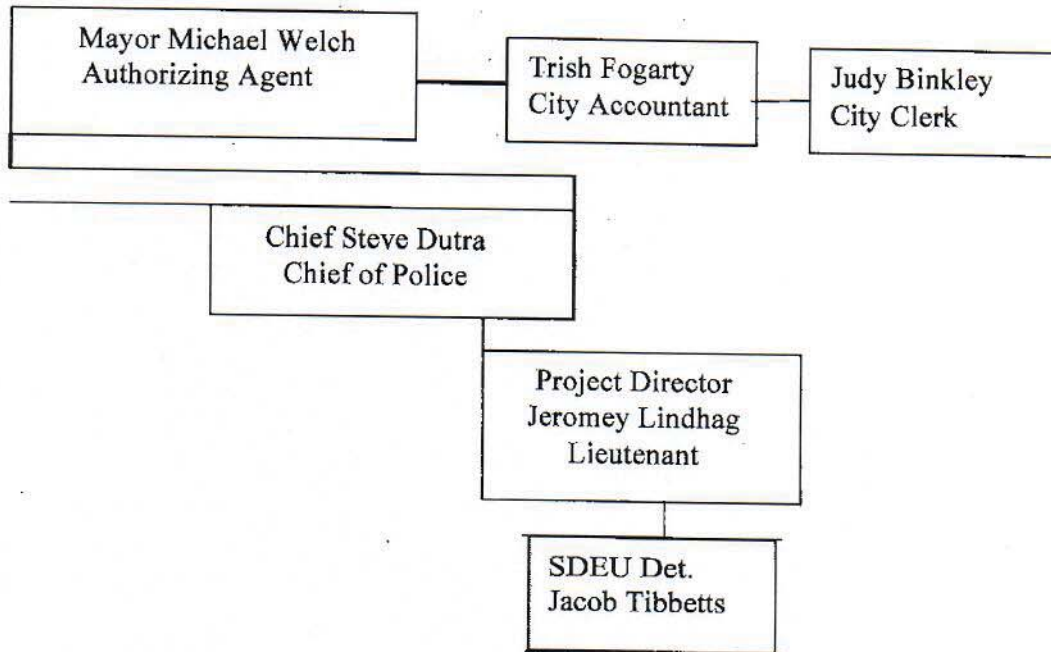 Mayor Michael Welch
Authorizing Agent
Trish Fogarty
City Accountant
Judy Binkley
City Clerk
Chief Steve Dutra
Chief of Police
Project Director
Jeromey Lindhag
Lieutenant
SDEU Det.
Jacob Tibbetts